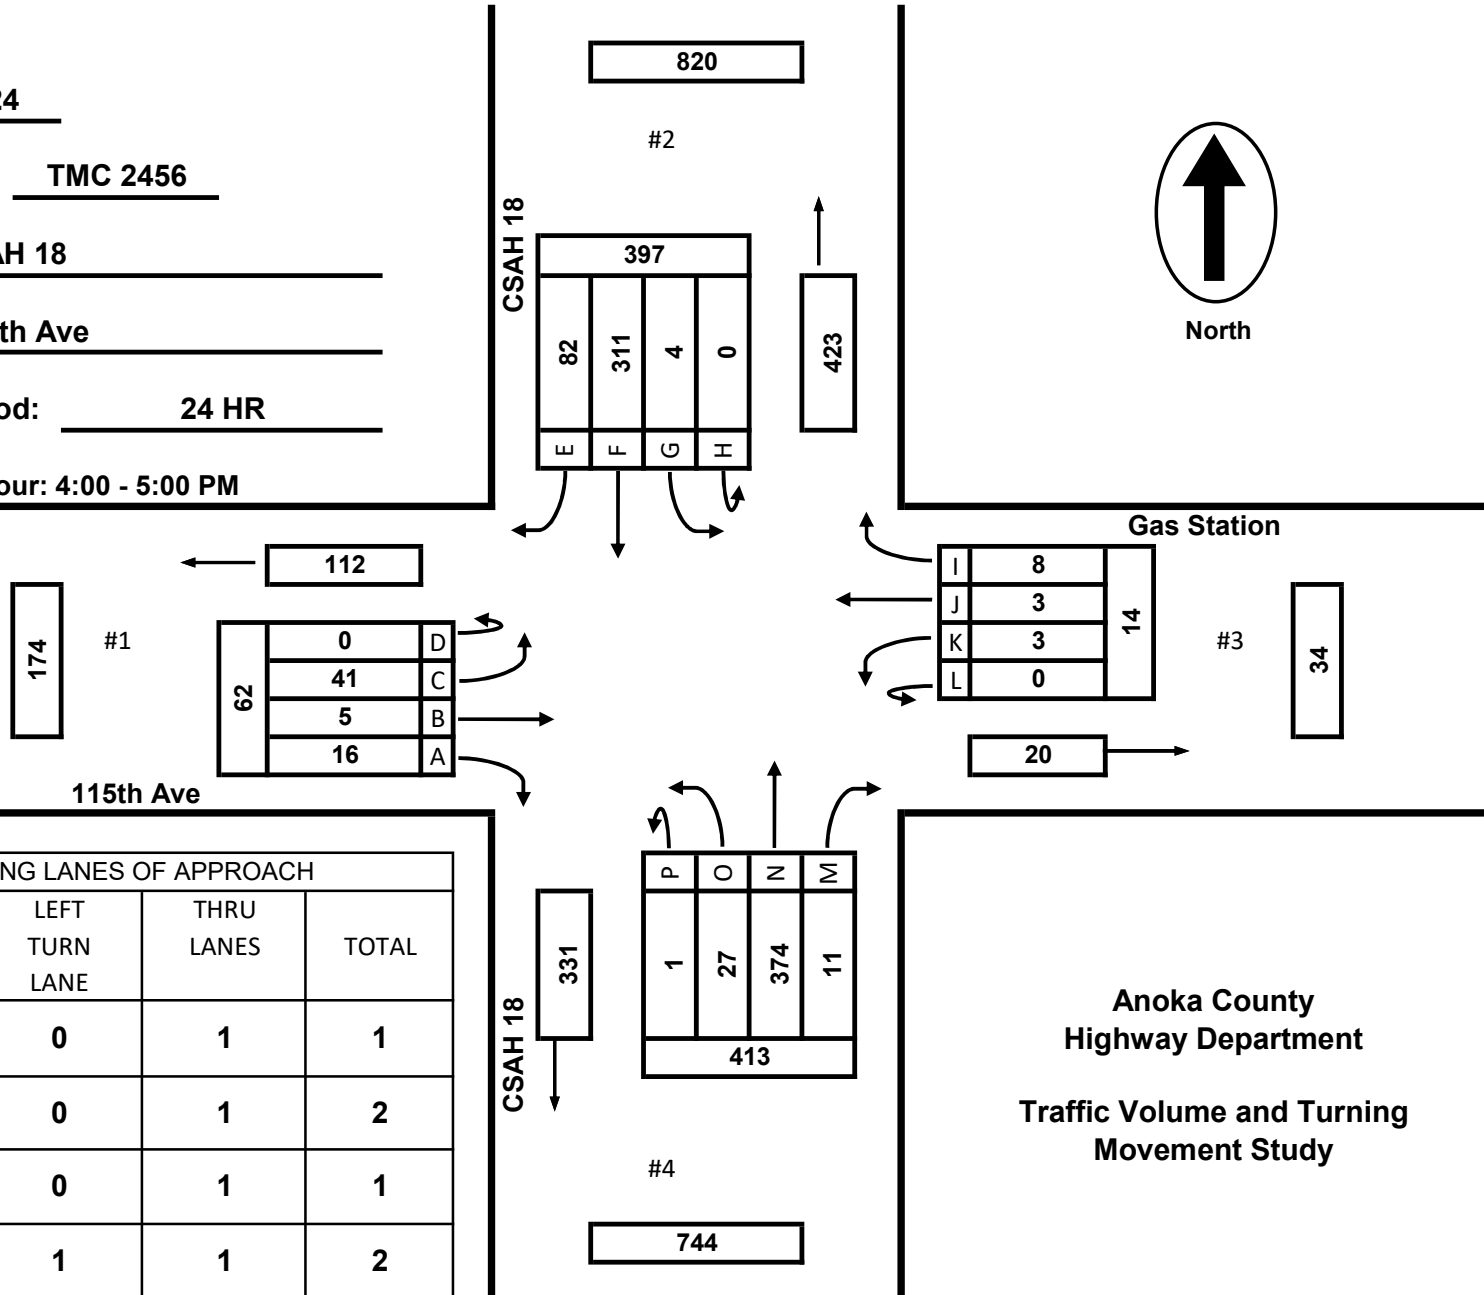 24
TMC 2456
AH 18
th Ave
od: 24 HR
our: 4:00 - 5:00 PM
820
#2
CSAH 18
397
82 311 4 0
E F G H
423
North
Gas Station
112
174
#1
62
0 D
41 C
5 B
16 A
115th Ave
I 8
J 3
K 3
L 0
14
#3
34
20
P O N M
1 27 374 11
413
331
CSAH 18
#4
744
NG LANES OF APPROACH
LEFT
TURN
LANE
THRU
LANES
TOTAL
0 1 1
0 1 2
0 1 1
1 1 2
Anoka County
Highway Department
Traffic Volume and Turning
Movement Study